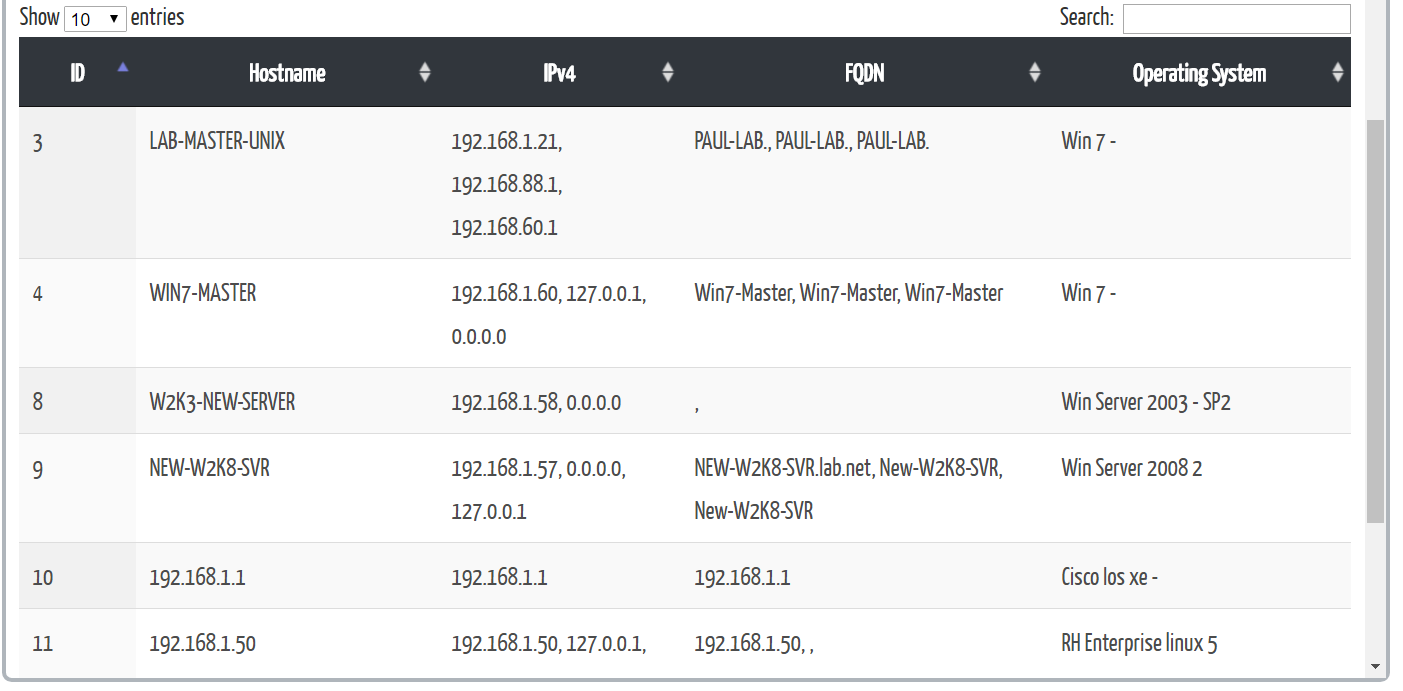 Show 10 entries Search:
ID Hostname IPv4 FQDN Operating System
3 LAB-MASTER-UNIX 192.168.1.21, PAUL-LAB., PAUL-LAB., PAUL-LAB. Win 7 -
192.168.88.1,
192.168.60.1
4 WIN7-MASTER 192.168.1.60, 127.0.0.1, Win7-Master, Win7-Master, Win7-Master Win 7 -
0.0.0.0
8 W2K3-NEW-SERVER 192.168.1.58, 0.0.0.0 , Win Server 2003 - SP2
9 NEW-W2K8-SVR 192.168.1.57, 0.0.0.0, NEW-W2K8-SVR.lab.net, New-W2K8-SVR, Win Server 2008 2
127.0.0.1 New-W2K8-SVR
10 192.168.1.1 192.168.1.1 192.168.1.1 Cisco Ios xe -
11 192.168.1.50 192.168.1.50, 127.0.0.1, 192.168.1.50, , RH Enterprise linux 5